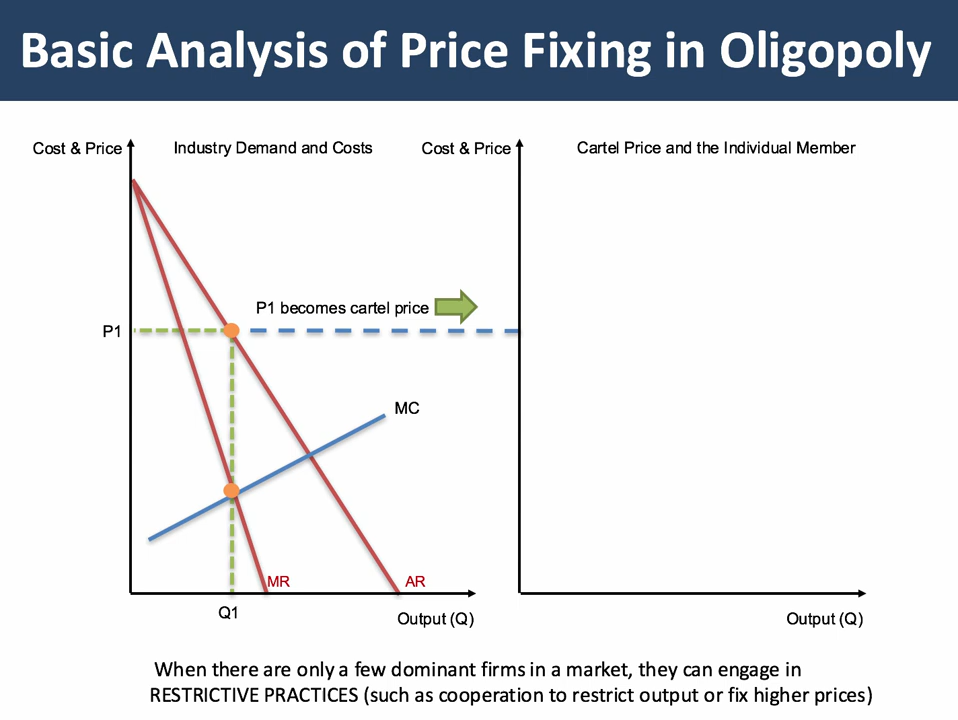 Basic Analysis of Price Fixing in Oligopoly
Cost & Price
Industry Demand and Costs
Cost & Price
Cartel Price and the Individual Member
P1 becomes cartel price
P1
MC
MR
AR
Q1
Output (Q)
Output (Q)
When there are only a few dominant firms in a market, they can engage in
RESTRICTIVE PRACTICES (such as cooperation to restrict output or fix higher prices)